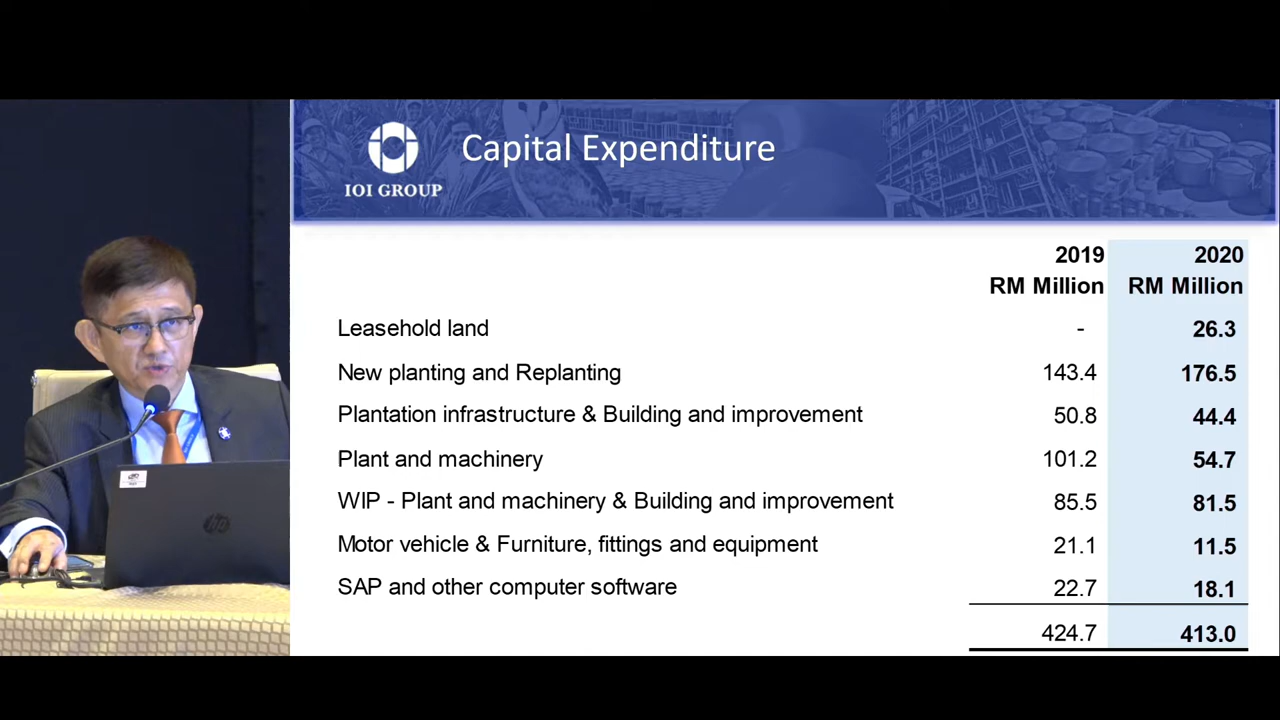 IOI GROUP
Capital Expenditure
2019 2020
RM Million RM Million
Leasehold land - 26.3
New planting and Replanting 143.4 176.5
Plantation infrastructure & Building and improvement 50.8 44.4
Plant and machinery 101.2 54.7
WIP - Plant and machinery & Building and improvement 85.5 81.5
Motor vehicle & Furniture, fittings and equipment 21.1 11.5
SAP and other computer software 22.7 18.1
424.7 413.0
hp